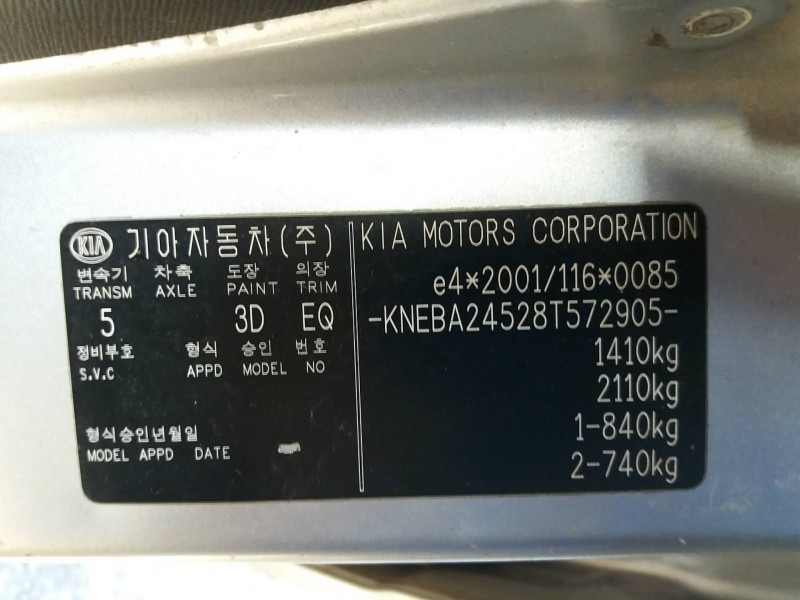 KIA 기아자동차(주)
변속기 차축 도장 의장
TRANSM AXLE PAINT TRIM
5 3D EQ
정비부호 형식 승인 번호
S.V.C APPD MODEL NO
형식승인년월일
MODEL APPD DATE
KIA MOTORS CORPORATION
e4*2001/116*0085
-KNEBA24528T572905-
1410kg
2110kg
1-840kg
2-740kg